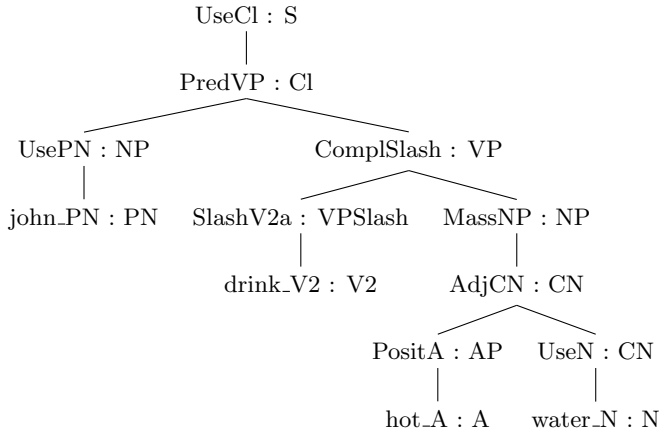 UseCl : S
PredVP : Cl
UsePN : NP ComplSlash : VP
john_PN : PN SlashV2a : VPSlash MassNP : NP
drink_V2 : V2 AdjCN : CN
PositA : AP UseN : CN
hot_A : A water_N : N